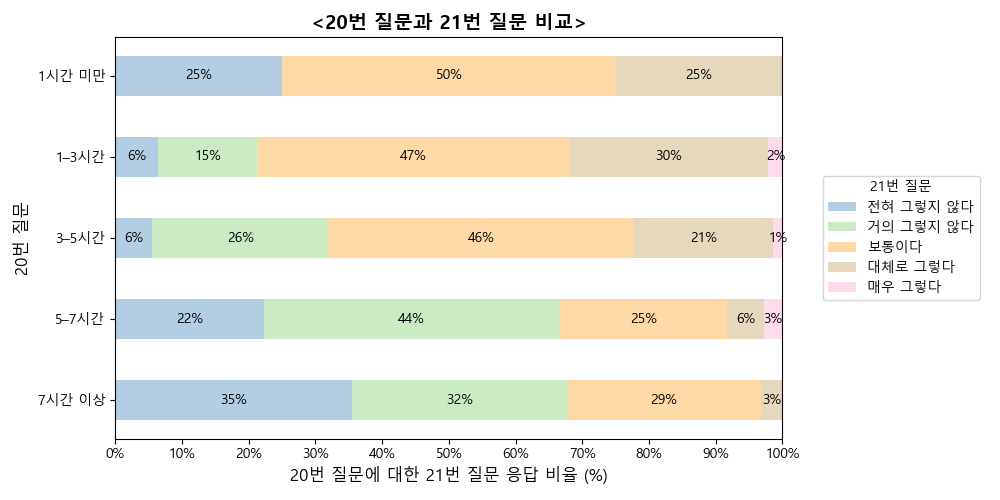 <20번 질문과 21번 질문 비교>
20번 질문
1시간 미만
25%
50%
25%
1–3시간
6%
15%
47%
30%
2%
3–5시간
6%
26%
46%
21%
1%
5–7시간
22%
44%
25%
6%
3%
7시간 이상
35%
32%
29%
3%
0%
10%
20%
30%
40%
50%
60%
70%
80%
90%
100%
20번 질문에 대한 21번 질문 응답 비율 (%)
21번 질문
전혀 그렇지 않다
거의 그렇지 않다
보통이다
대체로 그렇다
매우 그렇다